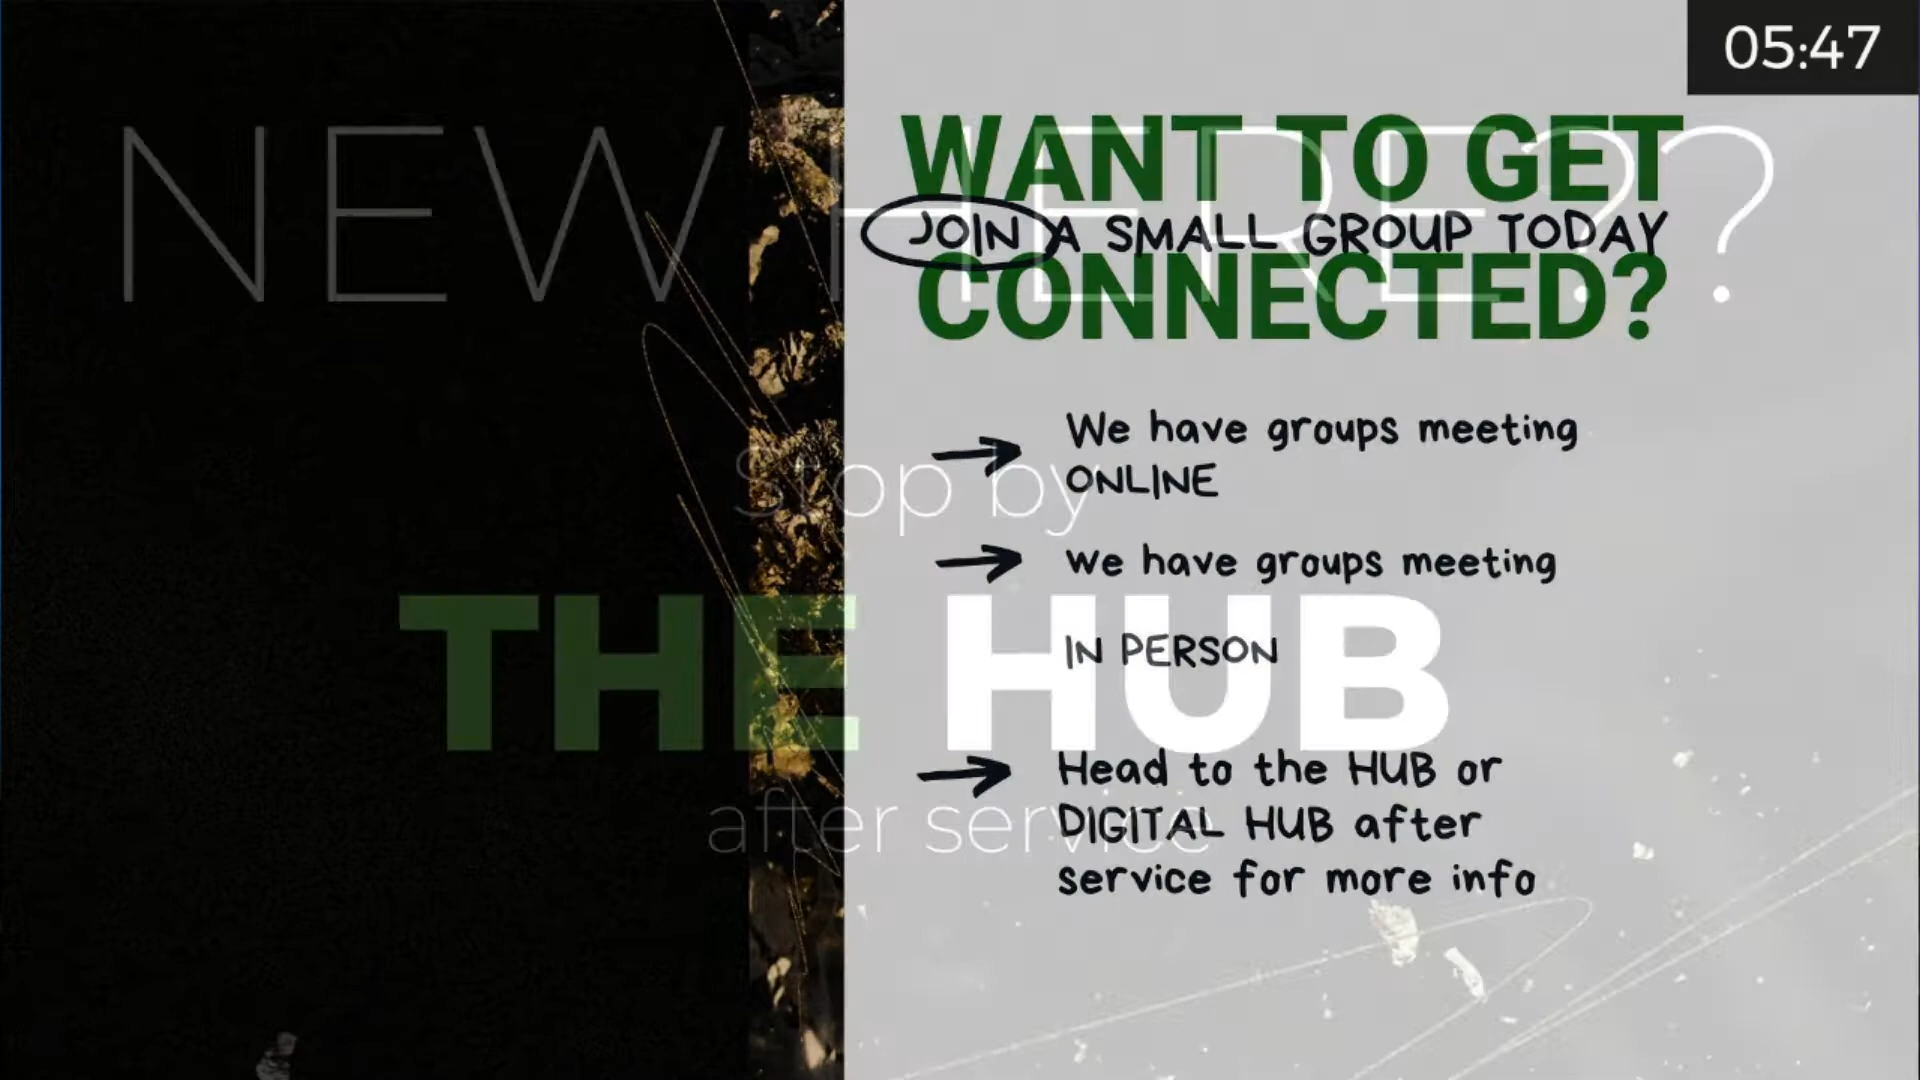 05:47
NEW HERE??
WANT TO GET
JOIN A SMALL GROUP TODAY
CONNECTED?
We have groups meeting
ONLINE
Stop by
we have groups meeting
IN PERSON
THE HUB
Head to the HUB or
DIGITAL HUB after
service for more info
after service